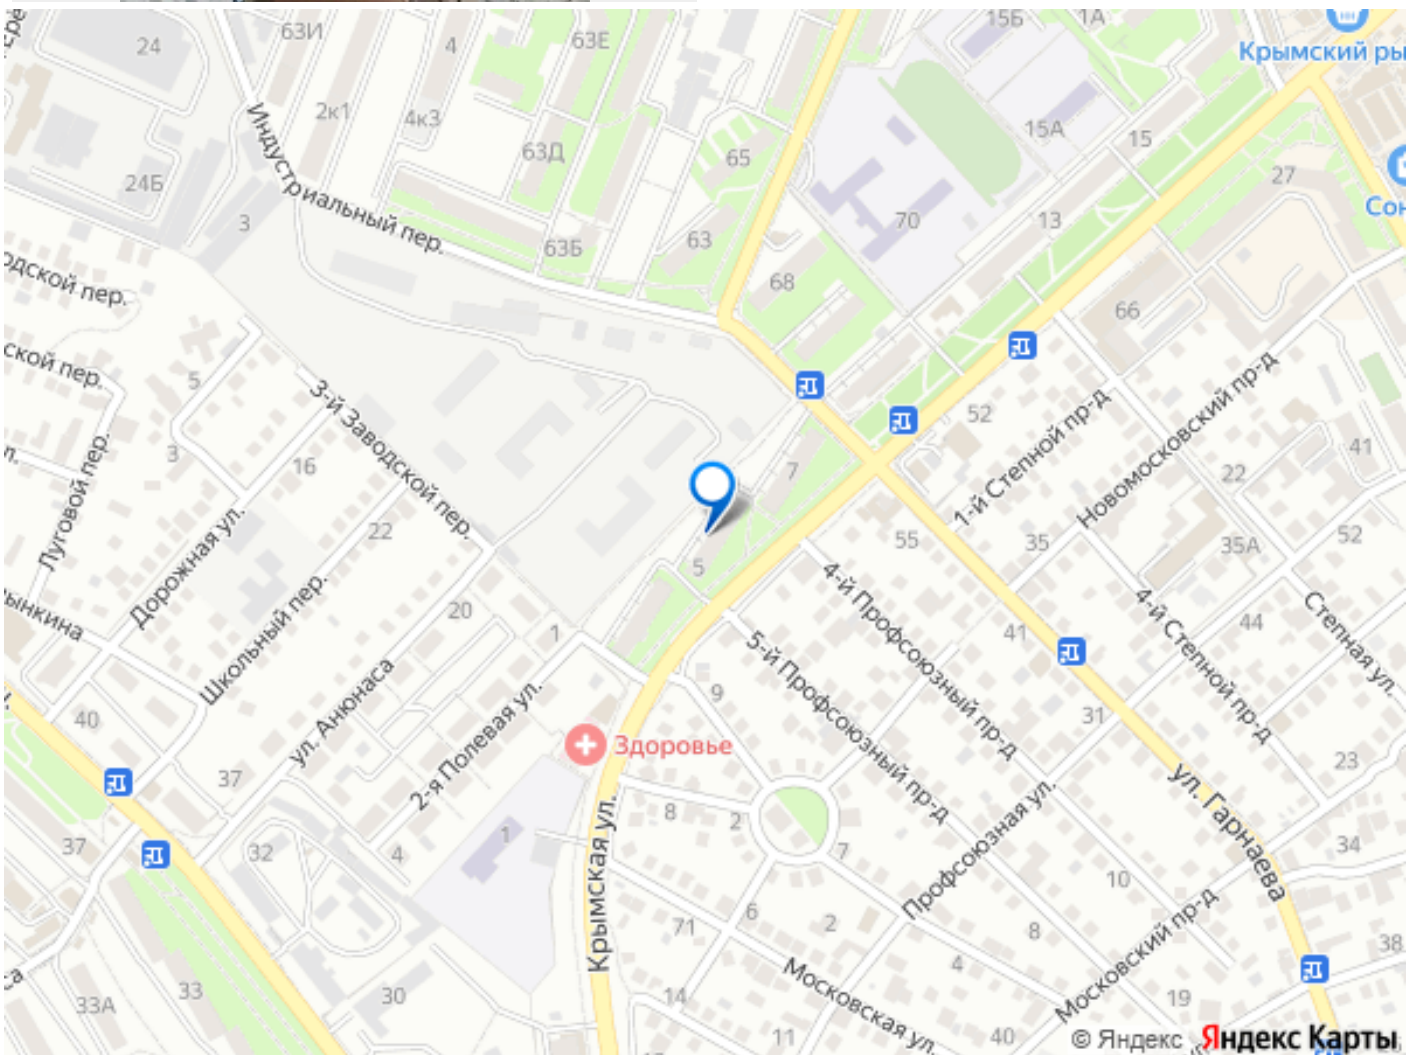 24
63И
4
63Е
15Б
1А
Крымский ры
2к1
4к3
15А
15
63Д
65
24Б
27
Сон
Индустриальный пер.
3
63Б
63
70
13
68
66
одской пер.
ской пер.
5
3-й Заводской пер.
Луговой пер.
3
16
52
1-й Степной пр-д
Новомосковский пр-д
41
7
22
22
52
55
35
35А
5
Дорожная ул.
Школьный пер.
20
1
4-й Профсоюзный пр-д
5-й Профсоюзный пр-д
41
4-й Степной пр-д
44
Степная ул.
ынкина
ул. Анюнаса
2-я Полевая ул.
9
31
40
37
Здоровье
23
ул. Гарнаева
8
2
7
Профсоюзная ул.
34
37
32
4
1
Крымская ул.
10
6
2
71
8
Московский пр-д
38
4
33А
33
30
14
Московская ул.
19
11
40
© Яндекс Яндекс Карты